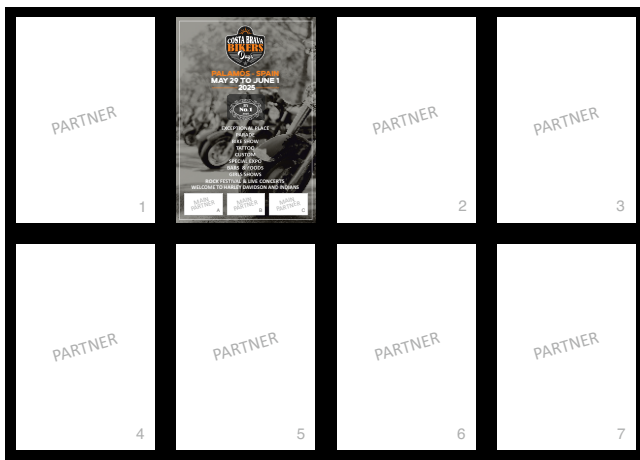 PARTNER
1
COSTA BRAVA
BIKERS
Days
PALAMOS - SPAIN
MAY 29 TO JUNE 1
2025
No 1
EXCEPTIONAL PLACE
PARADE
BIKE SHOW
TATTOO
CUSTOM
SPECIAL EXPO
BARS & FOODS
GIRLS SHOWS
ROCK FESTIVAL & LIVE CONCERTS
WELCOME TO HARLEY DAVIDSON AND INDIANS
MAIN
PARTNER
A
MAIN
PARTNER
B
MAIN
PARTNER
C
PARTNER
2
PARTNER
3
PARTNER
4
PARTNER
5
PARTNER
6
PARTNER
7